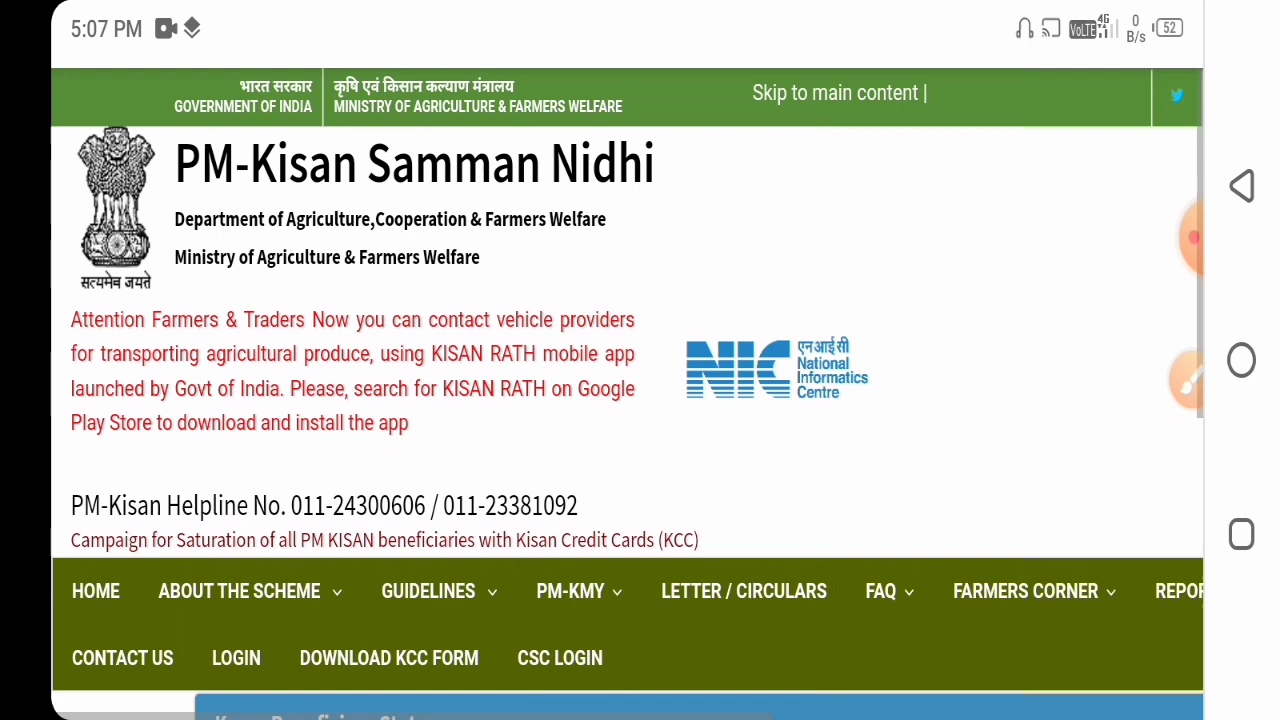 5:07 PM
VoLTE 4G 0 B/s 52
भारत सरकार
GOVERNMENT OF INDIA
कृषि एवं किसान कल्याण मंत्रालय
MINISTRY OF AGRICULTURE & FARMERS WELFARE
Skip to main content |
PM-Kisan Samman Nidhi
Department of Agriculture,Cooperation & Farmers Welfare
Ministry of Agriculture & Farmers Welfare
सत्यमेव जयते
Attention Farmers & Traders Now you can contact vehicle providers
for transporting agricultural produce, using KISAN RATH mobile app
launched by Govt of India. Please, search for KISAN RATH on Google
Play Store to download and install the app
NIC
एन आई सी
National
Informatics
Centre
PM-Kisan Helpline No. 011-24300606 / 011-23381092
Campaign for Saturation of all PM KISAN beneficiaries with Kisan Credit Cards (KCC)
HOME ABOUT THE SCHEME GUIDELINES PM-KMY LETTER / CIRCULARS FAQ FARMERS CORNER
CONTACT US LOGIN DOWNLOAD KCC FORM CSC LOGIN